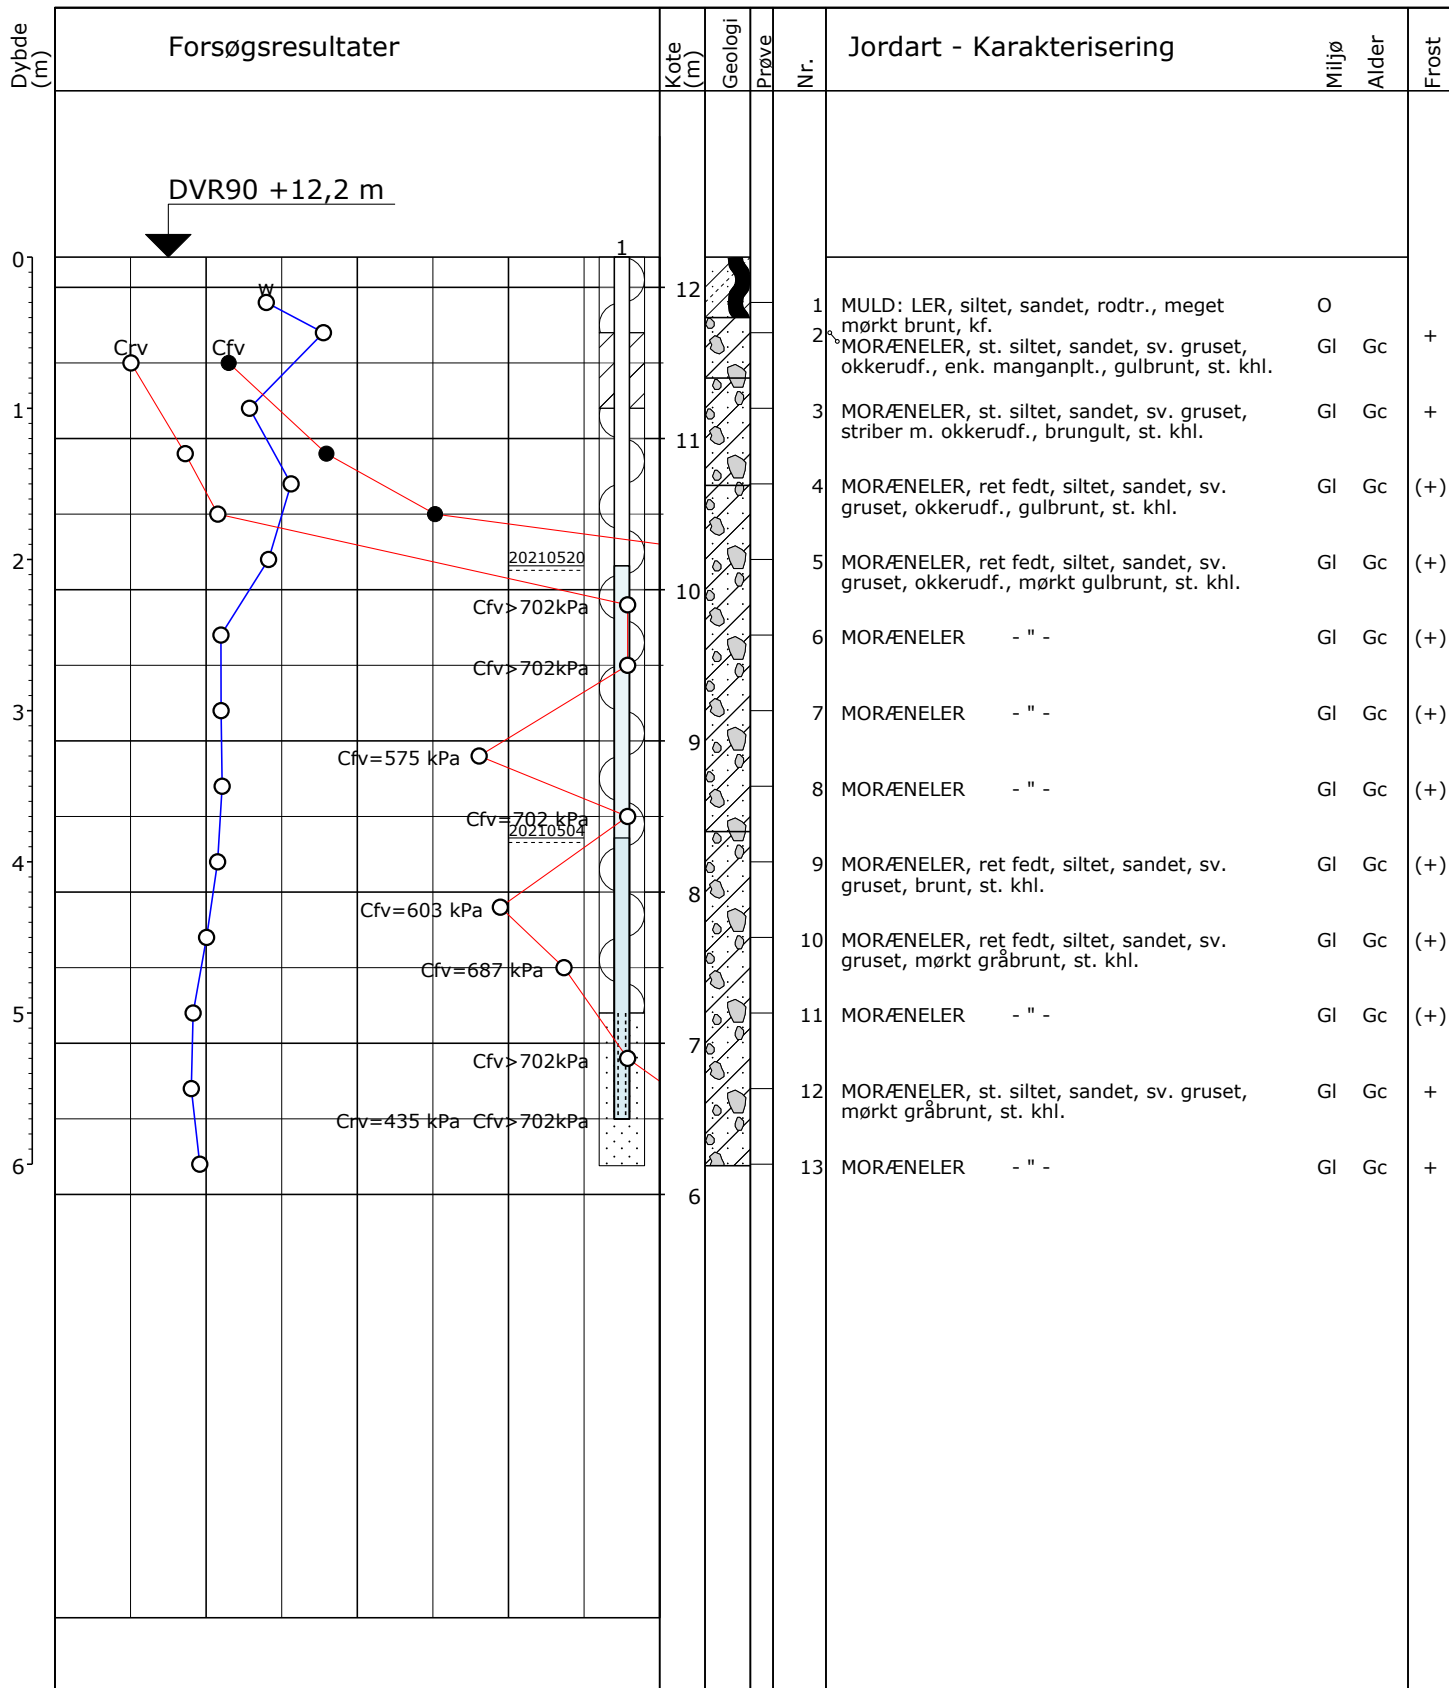 Dybde
(m)
Forsøgsresultater
Kote
(m)
Geologi
Prøve
Nr.
Jordart - Karakterisering
Miljø
Alder
Frost
DVR90 +12,2 m
1
0
w
12
1 MULD: LER, siltet, sandet, rodtr., meget O
mørkt brunt, kf.
Crv Cfv
2 MORÆNELER, st. siltet, sandet, sv. gruset, Gl Gc +
okkerudf., enk. manganplt., gulbrunt, st. khl.
1
3 MORÆNELER, st. siltet, sandet, sv. gruset, Gl Gc +
striber m. okkerudf., brungult, st. khl.
11
4 MORÆNELER, ret fedt, siltet, sandet, sv. Gl Gc (+)
gruset, okkerudf., gulbrunt, st. khl.
2
20210520
5 MORÆNELER, ret fedt, siltet, sandet, sv. Gl Gc (+)
gruset, okkerudf., mørkt gulbrunt, st. khl.
10
Cfv>702kPa
6 MORÆNELER - " - Gl Gc (+)
Cfv>702kPa
3
7 MORÆNELER - " - Gl Gc (+)
9
Cfv=575 kPa
8 MORÆNELER - " - Gl Gc (+)
Cfv=702 kPa
20210504
4
9 MORÆNELER, ret fedt, siltet, sandet, sv. Gl Gc (+)
gruset, brunt, st. khl.
8
Cfv=603 kPa
10 MORÆNELER, ret fedt, siltet, sandet, sv. Gl Gc (+)
gruset, mørkt gråbrunt, st. khl.
Cfv=687 kPa
5
11 MORÆNELER - " - Gl Gc (+)
7
Cfv>702kPa
12 MORÆNELER, st. siltet, sandet, sv. gruset, Gl Gc +
mørkt gråbrunt, st. khl.
Crv=435 kPa Cfv>702kPa
6
13 MORÆNELER - " - Gl Gc +
6